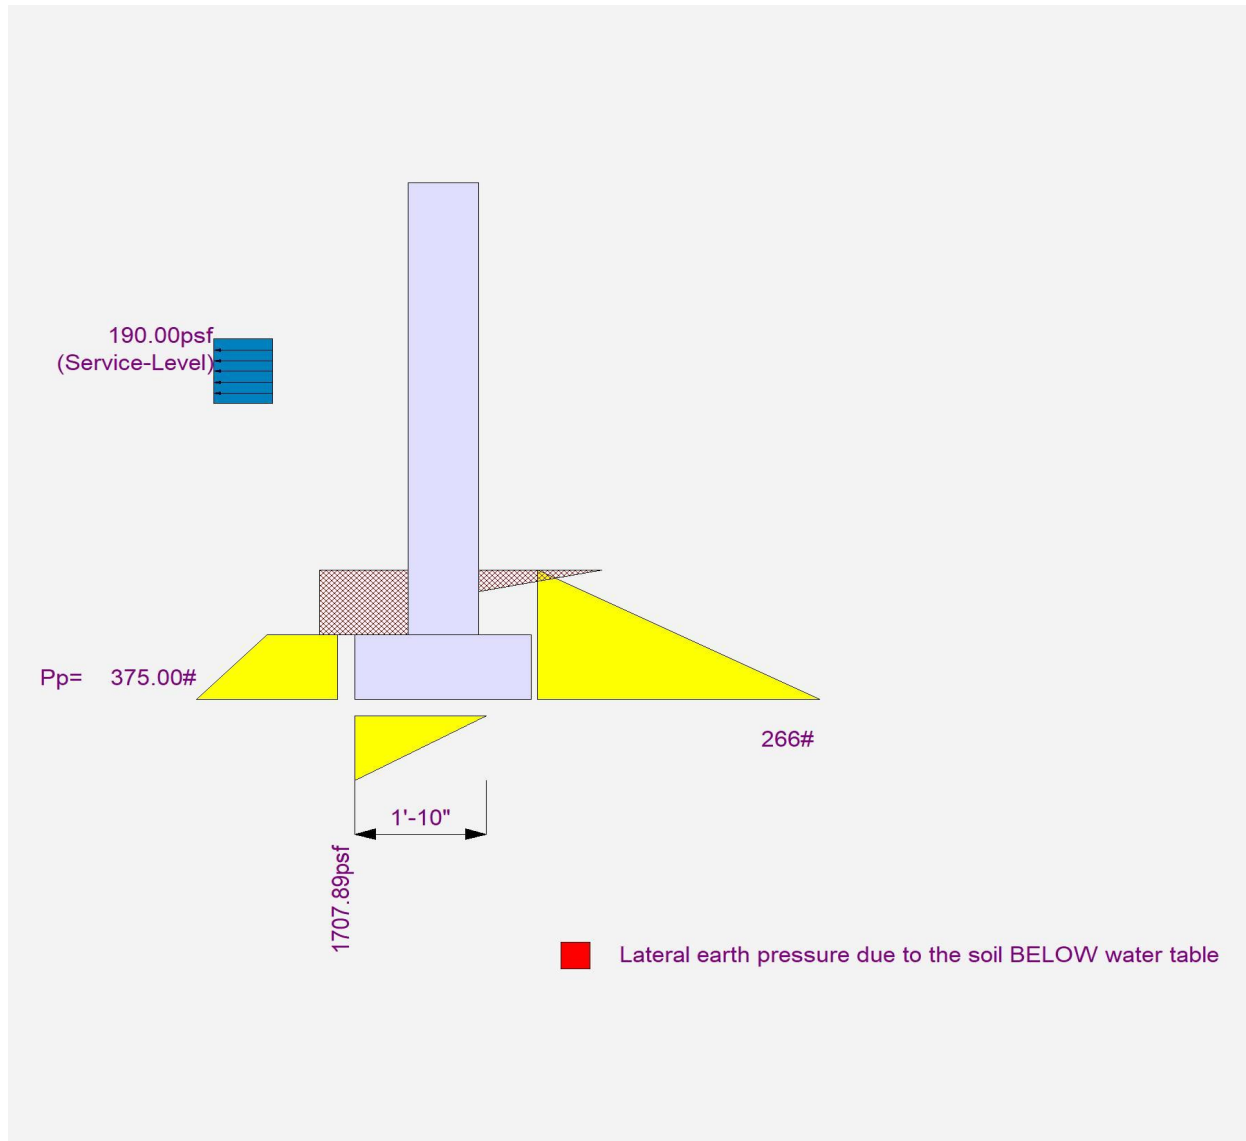 190.00psf
(Service-Level)
Pp= 375.00#
266#
1'-10"
1707.89psf
Lateral earth pressure due to the soil BELOW water table